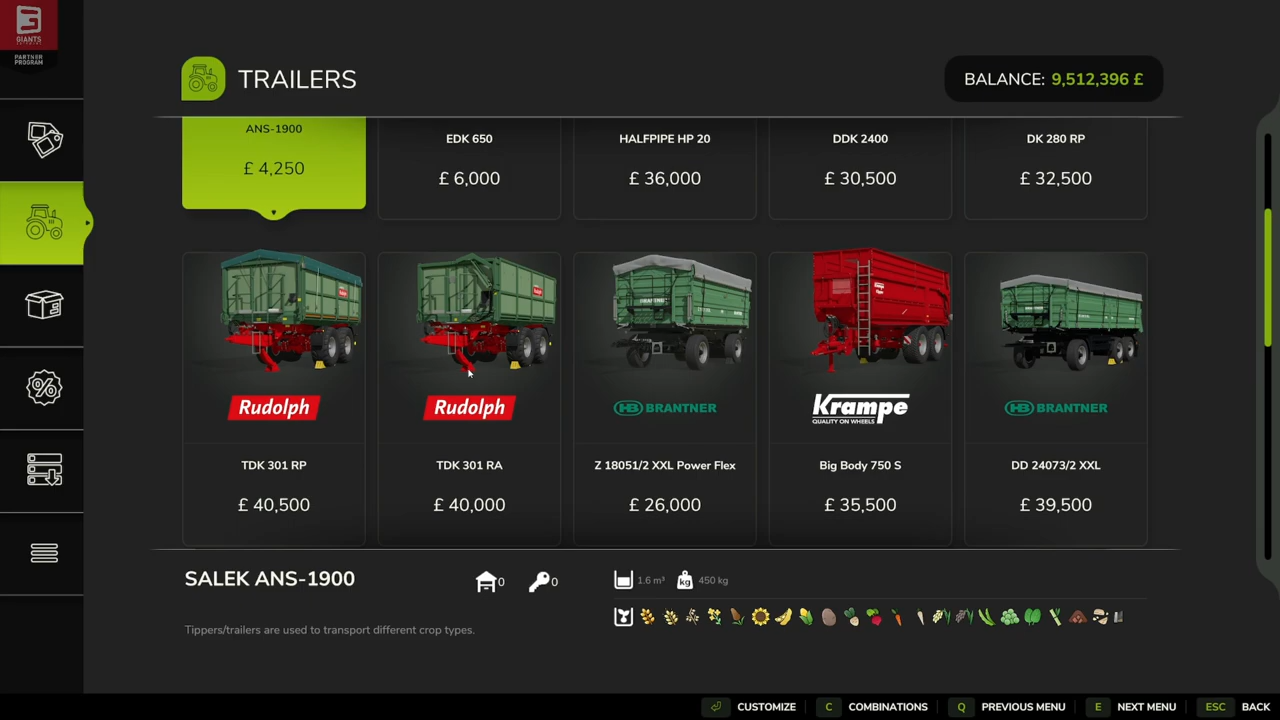 GIANTS
PARTNER
PROGRAM
TRAILERS
BALANCE: 9,512,396 £
ANS-1900
£ 4,250
EDK 650
£ 6,000
HALFPIPE HP 20
£ 36,000
DDK 2400
£ 30,500
DK 280 RP
£ 32,500
Rudolph
TDK 301 RP
£ 40,500
Rudolph
TDK 301 RA
£ 40,000
HB BRANTNER
Z 18051/2 XXL Power Flex
£ 26,000
Krampe
QUALITY ON WHEELS
Big Body 750 S
£ 35,500
HB BRANTNER
DD 24073/2 XXL
£ 39,500
SALEK ANS-1900
0
0
1.6 m³
kg 450 kg
Tippers/trailers are used to transport different crop types.
CUSTOMIZE
C COMBINATIONS
Q PREVIOUS MENU
E NEXT MENU
ESC BACK